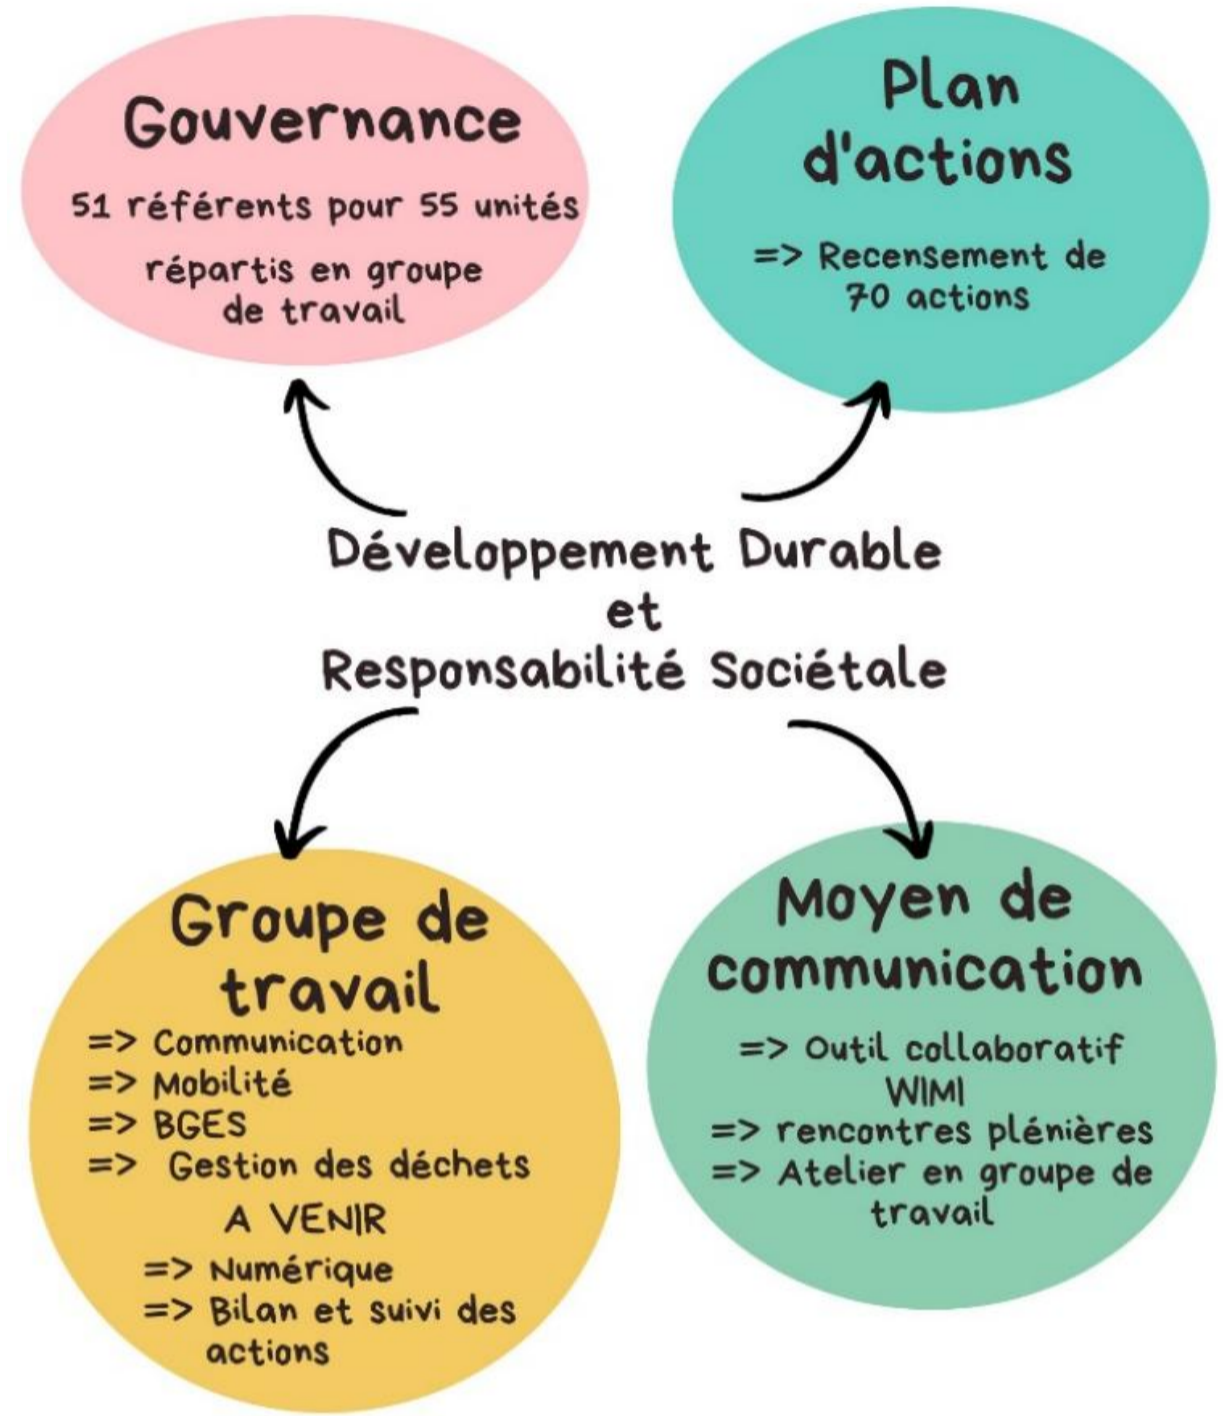 Gouvernance
51 référents pour 55 unités
répartis en groupe
de travail
Plan
d'actions
=> Recensement de
70 actions
Développement Durable
et
Responsabilité Sociétale
Groupe de
travail
=> Communication
=> Mobilité
=> BGES
=> Gestion des déchets
A VENIR
=> Numérique
=> Bilan et suivi des
actions
Moyen de
communication
=> Outil collaboratif
WIMI
=> rencontres plénières
=> Atelier en groupe de
travail